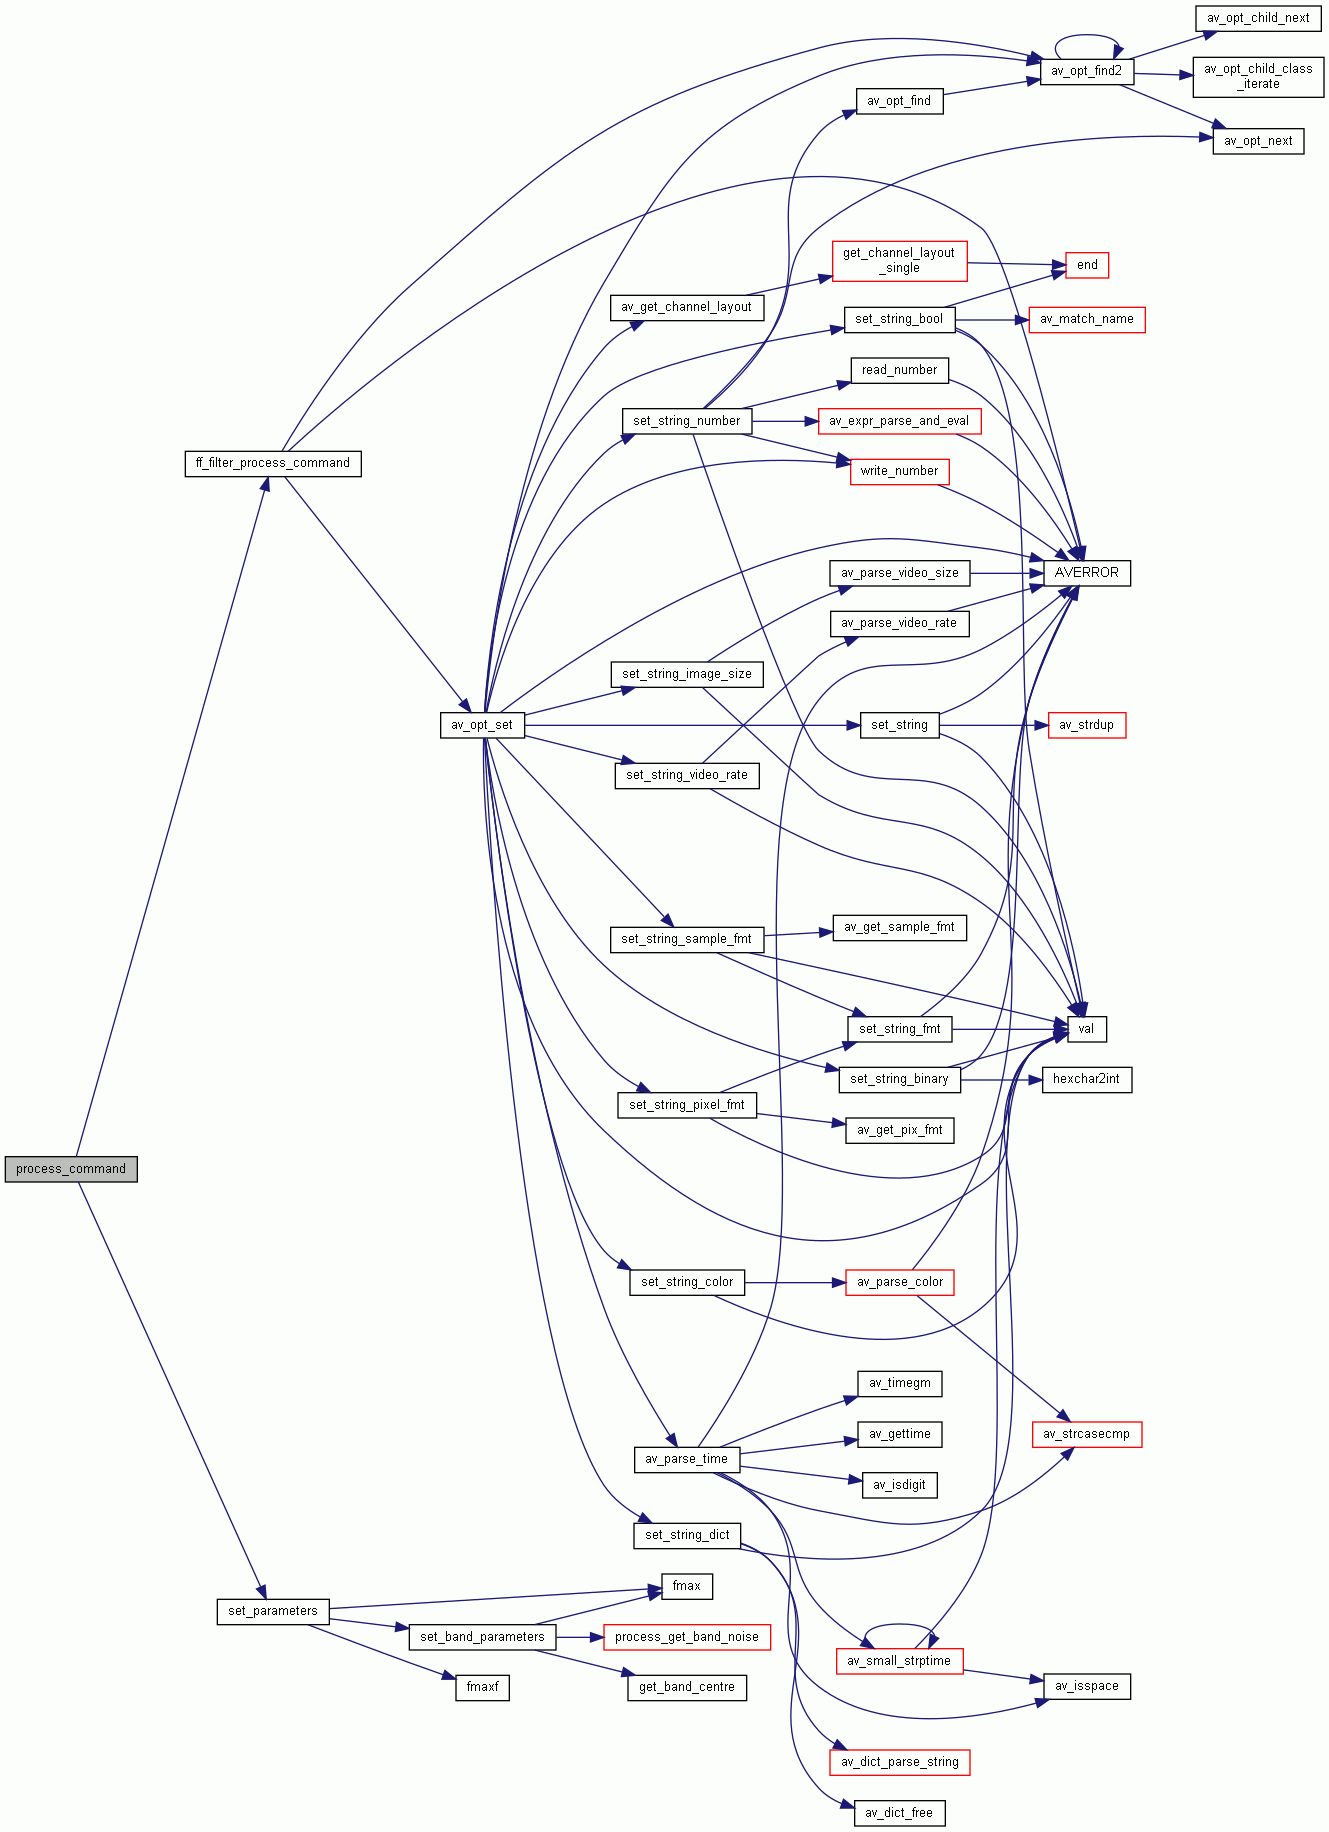 av_opt_child_next
av_opt_find2
av_opt_child_class
_iterate
av_opt_find
av_opt_next
get_channel_layout
_single
end
av_get_channel_layout
set_string_bool
av_match_name
read_number
set_string_number
av_expr_parse_and_eval
ff_filter_process_command
write_number
av_parse_video_size
AVERROR
av_parse_video_rate
set_string_image_size
av_opt_set
set_string
av_strdup
set_string_video_rate
av_get_sample_fmt
set_string_sample_fmt
set_string_fmt
val
set_string_binary
hexchar2int
set_string_pixel_fmt
av_get_pix_fmt
process_command
set_string_color
av_parse_color
av_timegm
av_gettime
av_strcasecmp
av_parse_time
av_isdigit
set_string_dict
fmax
set_parameters
set_band_parameters
process_get_band_noise
av_small_strptime
fmaxf
get_band_centre
av_isspace
av_dict_parse_string
av_dict_free